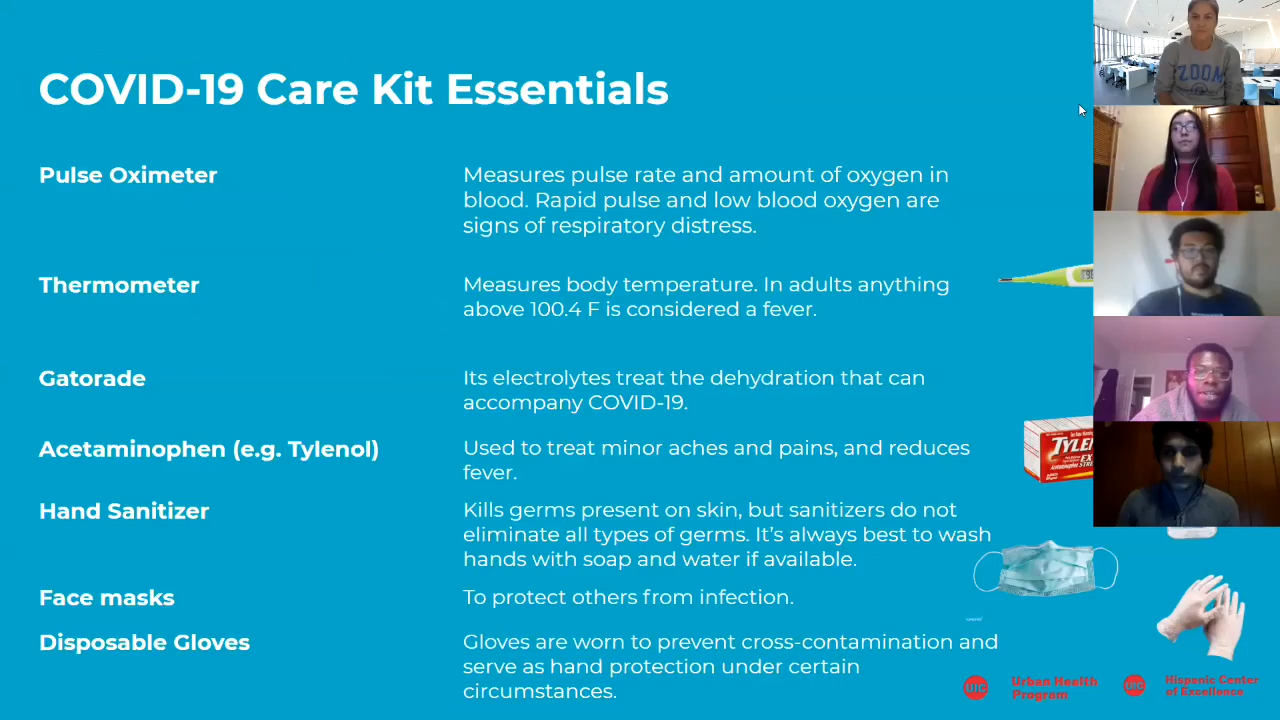 COVID-19 Care Kit Essentials
Pulse Oximeter
Measures pulse rate and amount of oxygen in
blood. Rapid pulse and low blood oxygen are
signs of respiratory distress.
Thermometer
Measures body temperature. In adults anything
above 100.4 F is considered a fever.
Gatorade
Its electrolytes treat the dehydration that can
accompany COVID-19.
Acetaminophen (e.g. Tylenol)
Used to treat minor aches and pains, and reduces
fever.
Hand Sanitizer
Kills germs present on skin, but sanitizers do not
eliminate all types of germs. It’s always best to wash
hands with soap and water if available.
Face masks
To protect others from infection.
Disposable Gloves
Gloves are worn to prevent cross-contamination and
serve as hand protection under certain
circumstances.
ZOOM
TYLE
UIC
Urban Health
Program
UIC
Hispanic Center
of Excellence